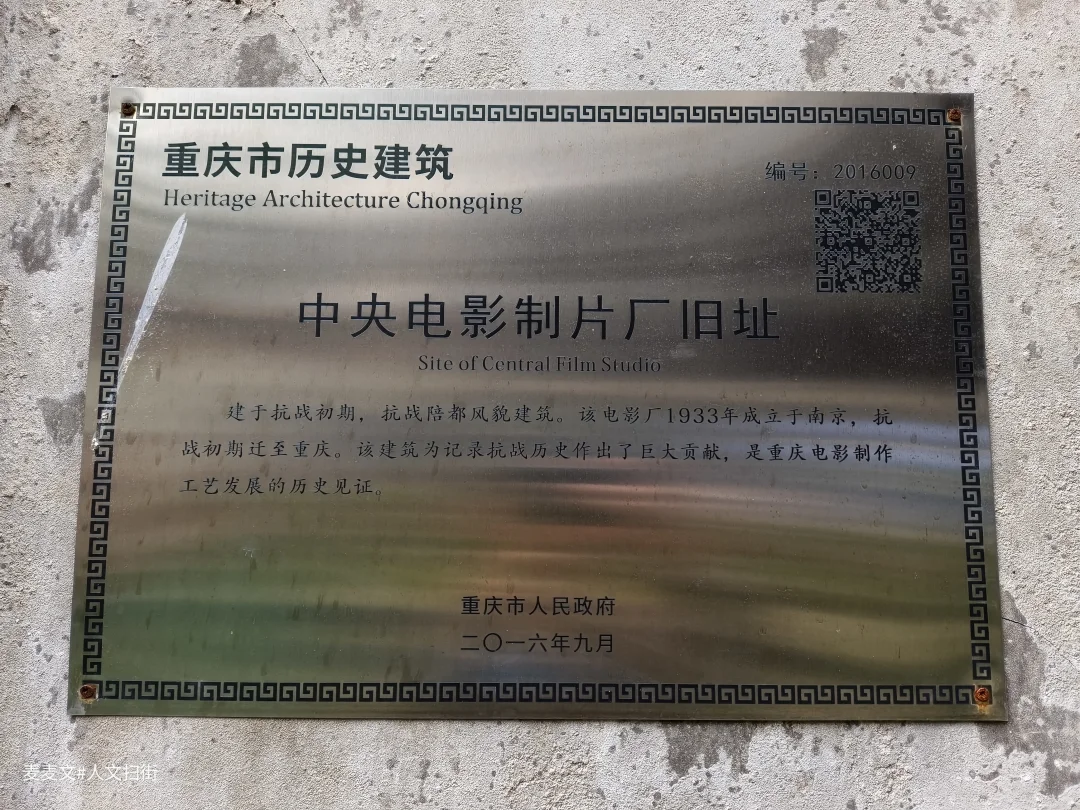 重庆市历史建筑
Heritage Architecture Chongqing
编号：2016009
中央电影制片厂旧址
Site of Central Film Studio
建于抗战初期，抗战陪都风貌建筑。该电影厂1933年成立于南京，抗
战初期迁至重庆。该建筑为记录抗战历史作出了巨大贡献，是重庆电影制作
工艺发展的历史见证。
重庆市人民政府
二〇一六年九月
麦麦文#人文扫街